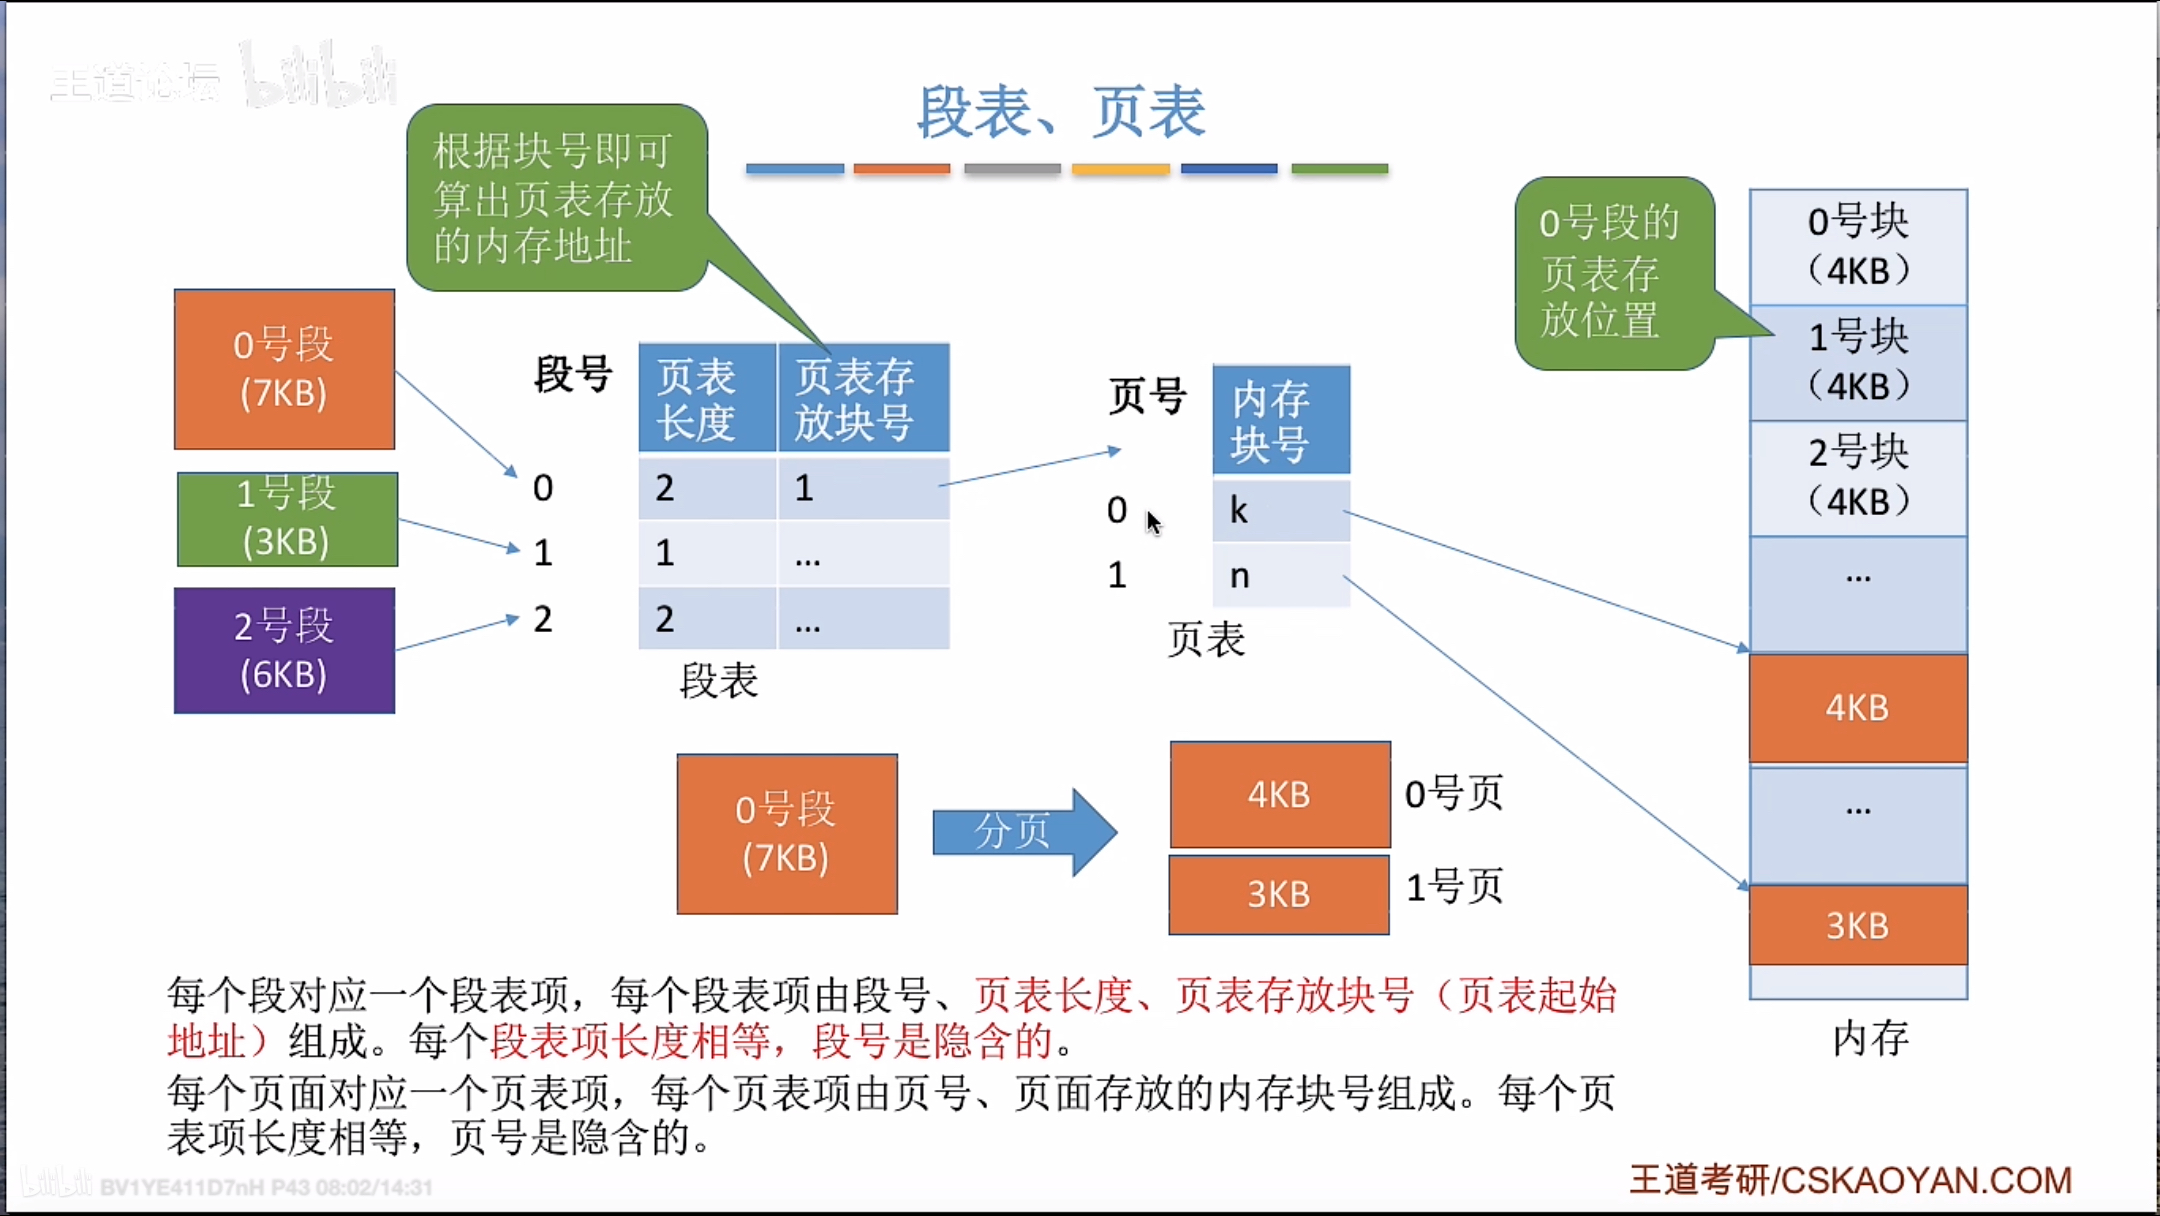 王道论坛 bilibili
段表、页表
根据块号即可
算出页表存放
的内存地址
0号段的
页表存
放位置
0号段
(7KB)
1号段
(3KB)
2号段
(6KB)
段号
页表
长度
页表存
放块号
0
2
1
1
1
...
2
2
...
段表
页号
内存
块号
0
k
1
n
页表
0号块
（4KB）
1号块
（4KB）
2号块
（4KB）
...
4KB
...
3KB
内存
0号段
(7KB)
分页
4KB
0号页
3KB
1号页
每个段对应一个段表项，每个段表项由段号、页表长度、页表存放块号（页表起始
地址）组成。每个段表项长度相等，段号是隐含的。
每个页面对应一个页表项，每个页表项由页号、页面存放的内存块号组成。每个页
表项长度相等，页号是隐含的。
bilibili BV1YE411D7nH P43 08:02/14:31
王道考研/CSKAOYAN.COM